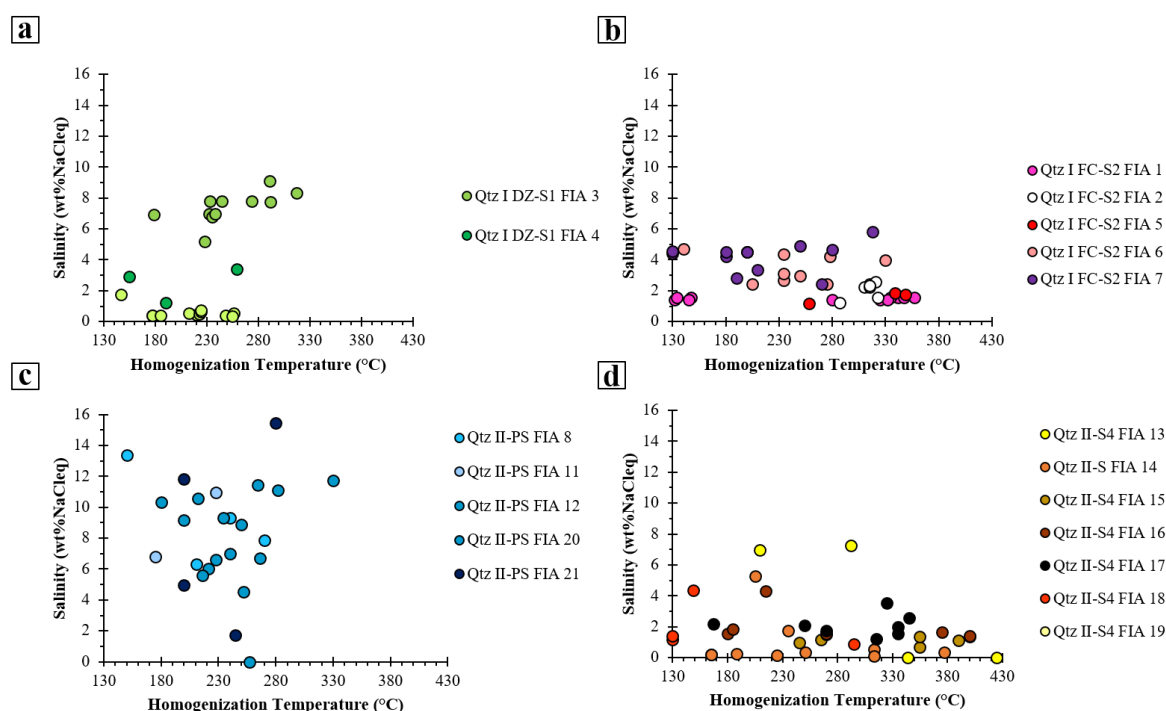 a
16
14
12
10
8
6
4
2
0
130 180 230 280 330 380 430
Salinity (wt%NaCleq)
Homogenization Temperature (°C)
Qtz I DZ-S1 FIA 3
Qtz I DZ-S1 FIA 4
b
16
14
12
10
8
6
4
2
0
130 180 230 280 330 380 430
Salinity (wt%NaCleq)
Homogenization Temperature (°C)
Qtz I FC-S2 FIA 1
Qtz I FC-S2 FIA 2
Qtz I FC-S2 FIA 5
Qtz I FC-S2 FIA 6
Qtz I FC-S2 FIA 7
c
16
14
12
10
8
6
4
2
0
130 180 230 280 330 380 430
Salinity (wt%NaCleq)
Homogenization Temperature (°C)
Qtz II-PS FIA 8
Qtz II-PS FIA 11
Qtz II-PS FIA 12
Qtz II-PS FIA 20
Qtz II-PS FIA 21
d
16
14
12
10
8
6
4
2
0
130 180 230 280 330 380 430
Salinity (wt%NaCleq)
Homogenization Temperature (°C)
Qtz II-S4 FIA 13
Qtz II-S FIA 14
Qtz II-S4 FIA 15
Qtz II-S4 FIA 16
Qtz II-S4 FIA 17
Qtz II-S4 FIA 18
Qtz II-S4 FIA 19